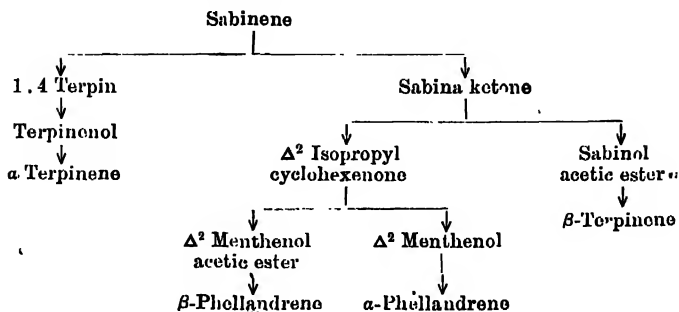 Sabinene
1.4 Terpin
Sabina ketone
Terpinenol
α Terpinene
Δ² Isopropyl
cyclohexenone
Sabinol
acetic ester
β-Terpinene
Δ² Menthenol
acetic ester
Δ² Menthenol
β-Phellandrene
α-Phellandrene